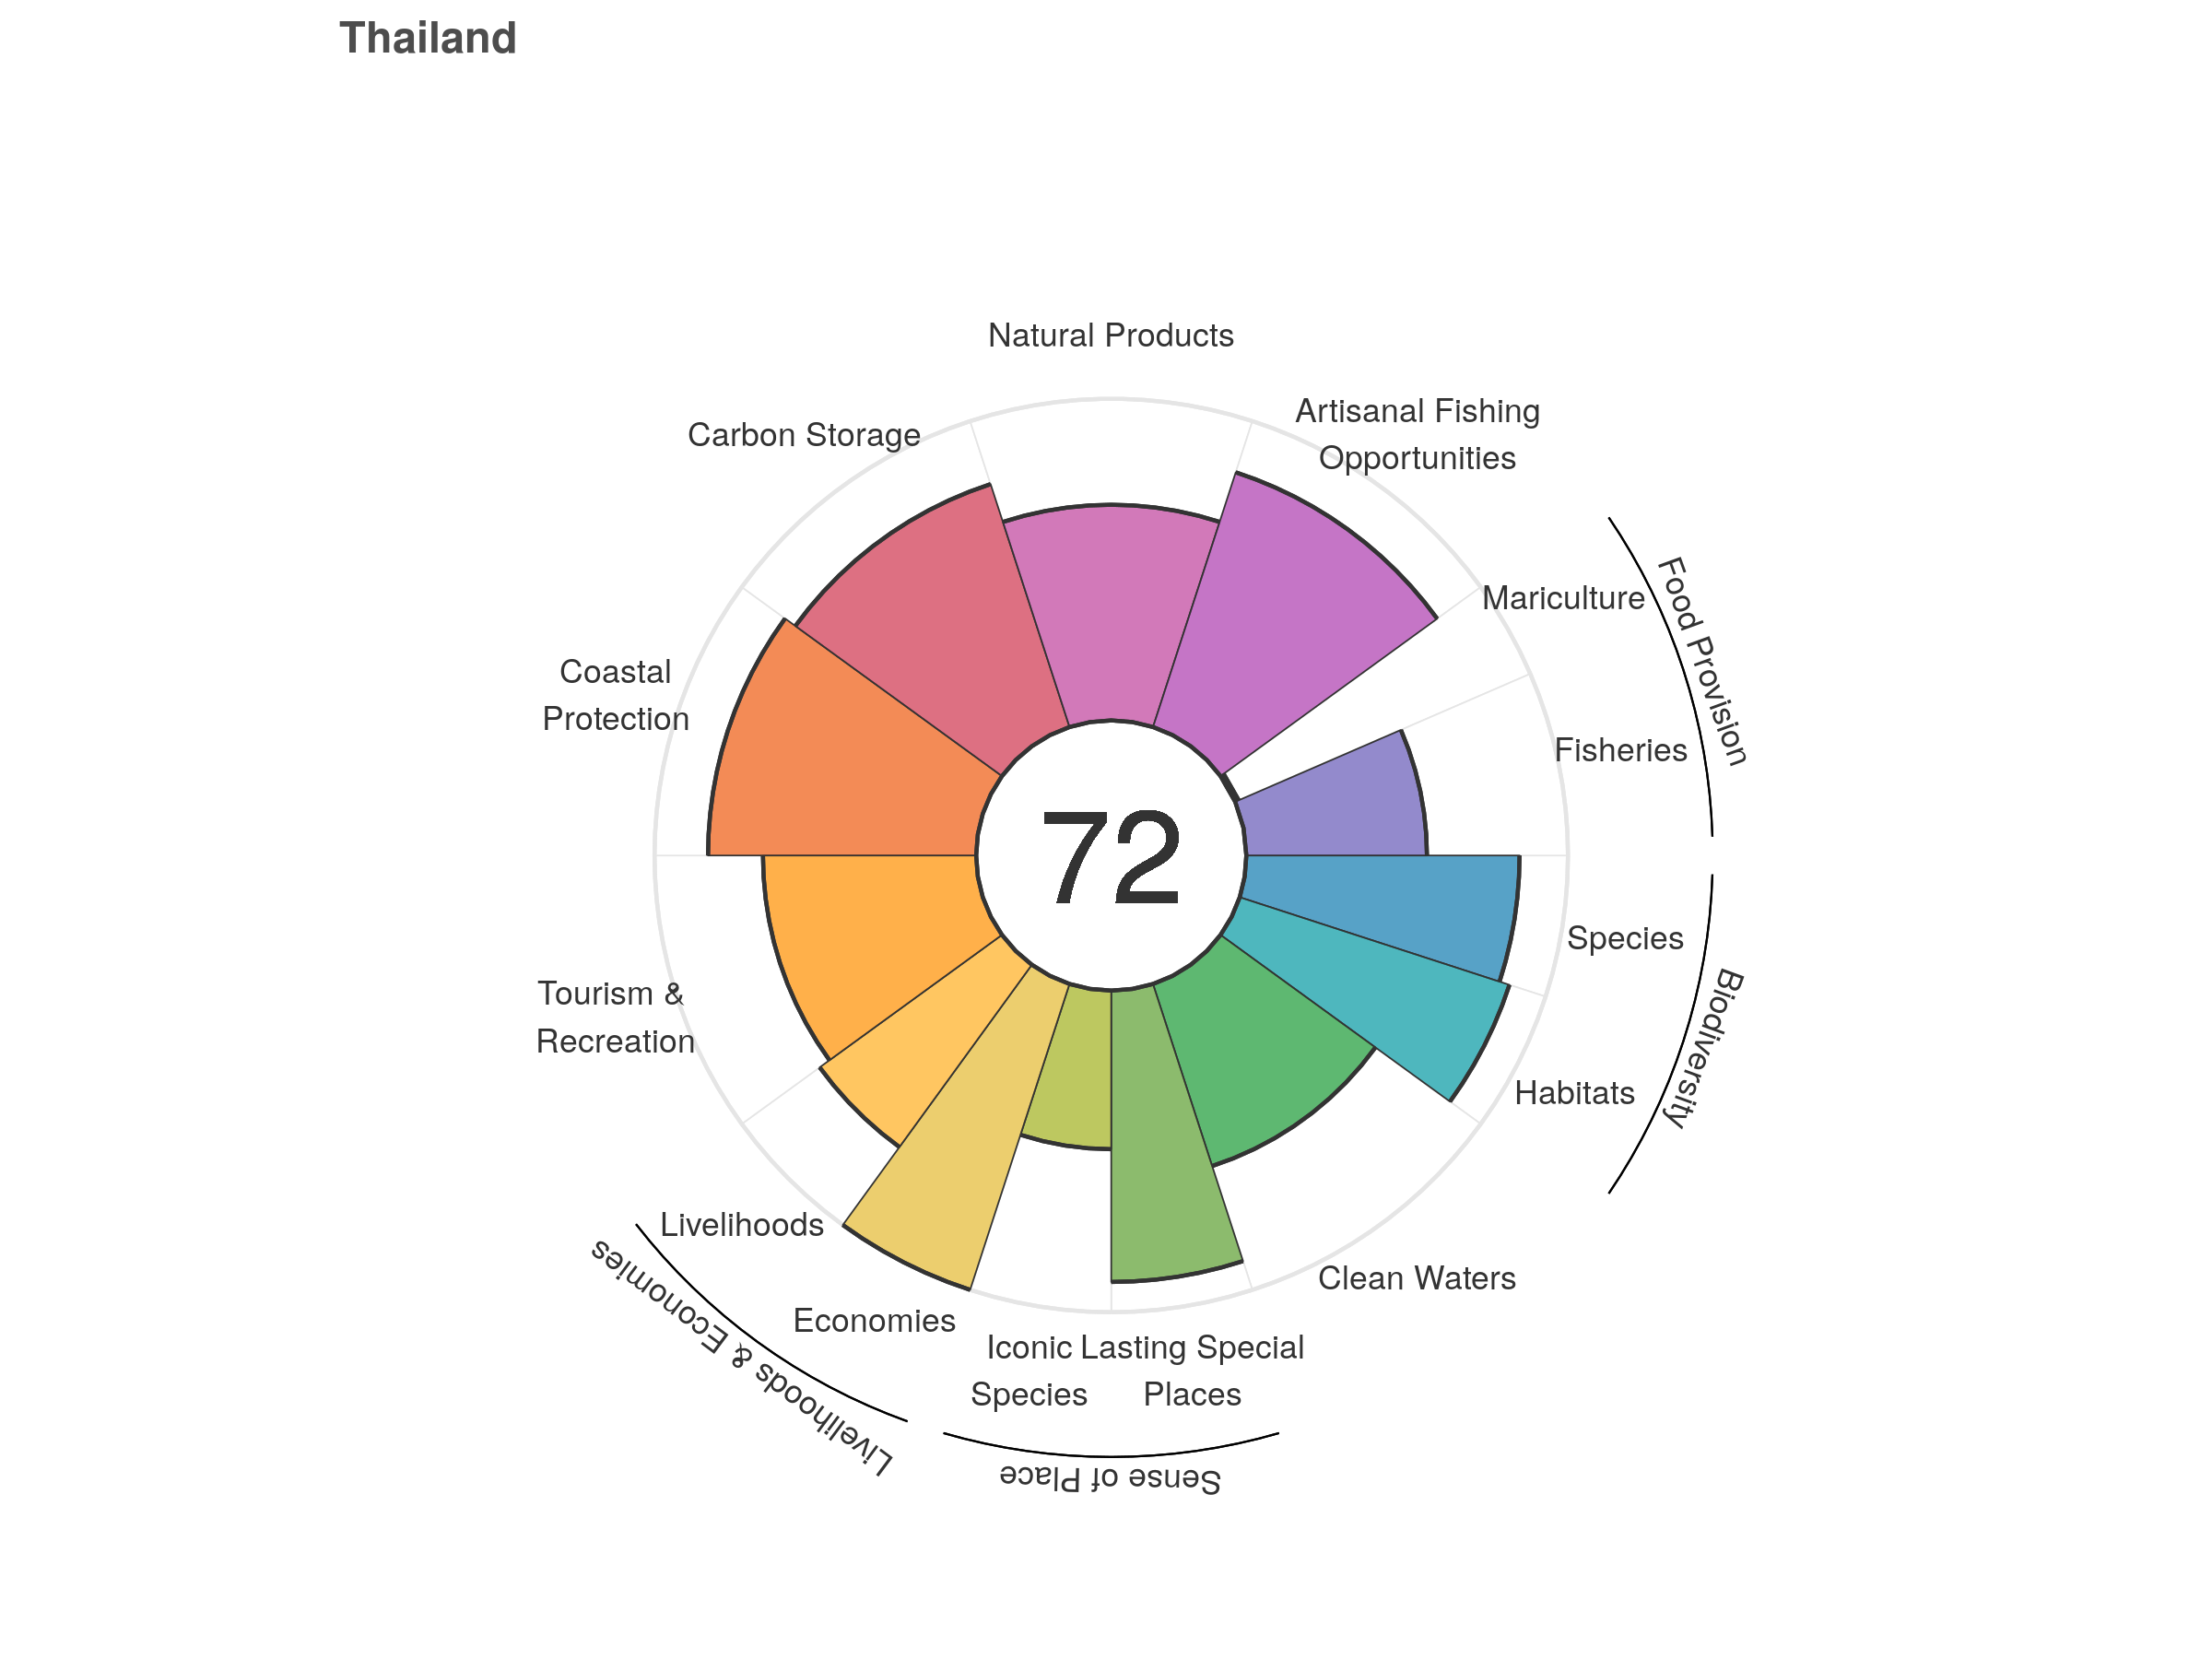 Thailand
Natural Products
Artisanal Fishing
Opportunities
Carbon Storage
Mariculture
Food Provision
Coastal
Protection
Fisheries
72
Species
Biodiversity
Tourism &
Recreation
Habitats
Livelihoods
Livelihoods & Economies
Clean Waters
Economies
Iconic
Species
Lasting Special
Places
Sense of Place